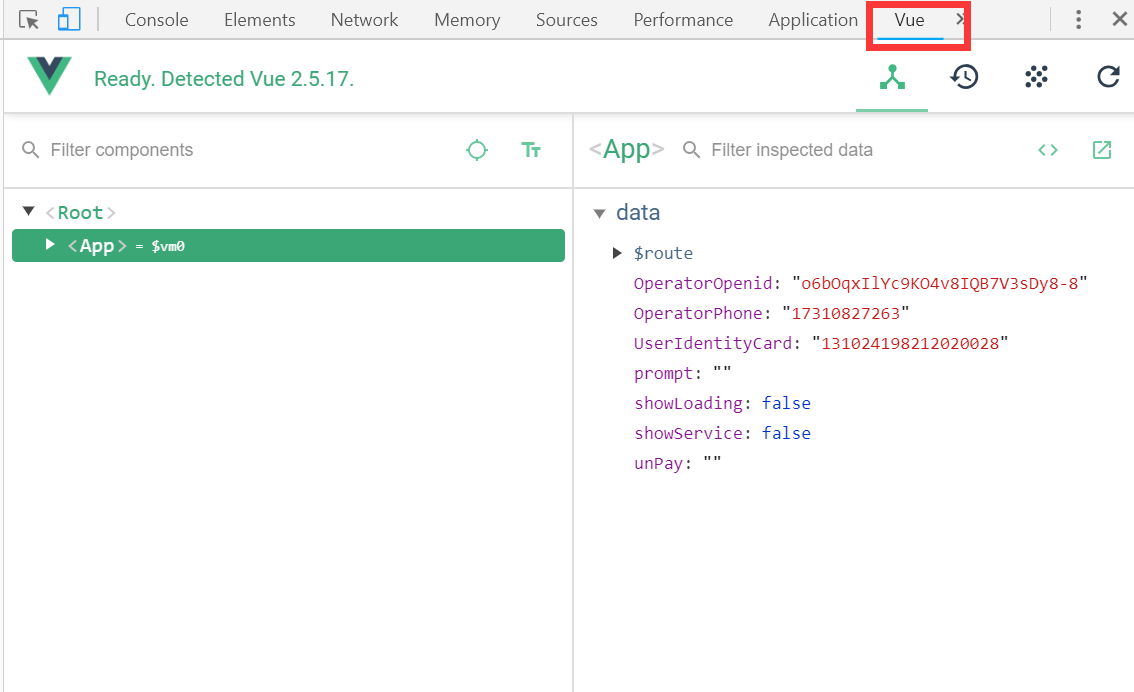 Console Elements Network Memory Sources Performance Application Vue
Ready. Detected Vue 2.5.17.
Filter components
<App> Filter inspected data
<Root>
<App> = $vm0
data
$route
OperatorOpenid: "o6bOqxIlYc9KO4v8IQB7V3sDy8-8"
OperatorPhone: "17310827263"
UserIdentityCard: "131024198212020028"
prompt: ""
showLoading: false
showService: false
unPay: ""